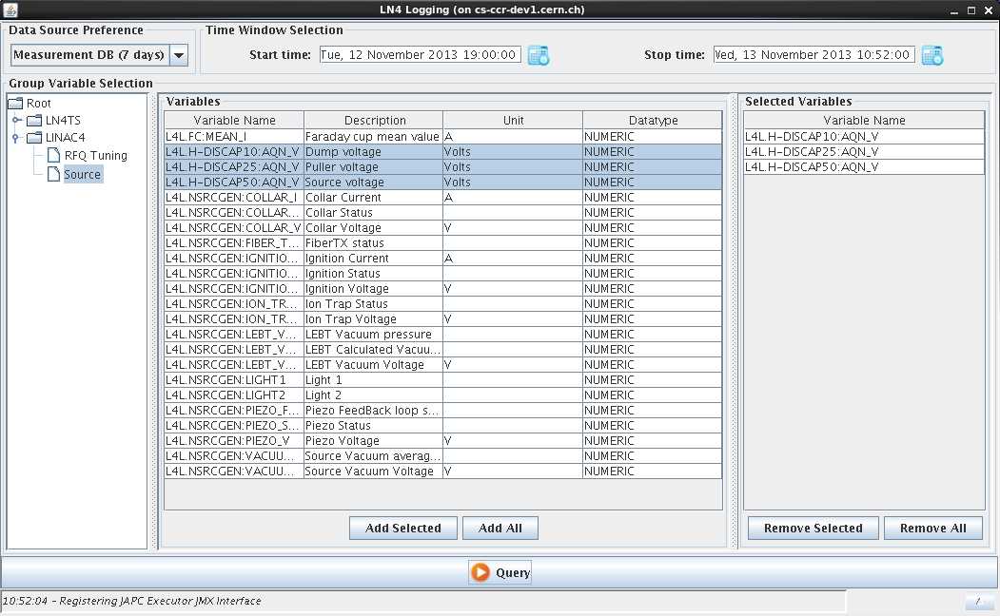 LN4 Logging (on cs-ccr-dev1.cern.ch)
Data Source Preference
Measurement DB (7 days)
Time Window Selection
Start time: Tue, 12 November 2013 19:00:00
Stop time: Wed, 13 November 2013 10:52:00
Group Variable Selection
Root
LN4TS
LINAC4
RFQ Tuning
Source
Variables
Variable Name Description Unit Datatype
L4L.FC:MEAN_I Faraday cup mean value A NUMERIC
L4L.H-DISCAP10:AQN_V Dump voltage Volts NUMERIC
L4L.H-DISCAP25:AQN_V Puller voltage Volts NUMERIC
L4L.H-DISCAP50:AQN_V Source voltage Volts NUMERIC
L4L.NSRCGEN:COLLAR_I Collar Current A NUMERIC
L4L.NSRCGEN:COLLAR... Collar Status NUMERIC
L4L.NSRCGEN:COLLAR_V Collar Voltage V NUMERIC
L4L.NSRCGEN:FIBER_T... FiberTX status NUMERIC
L4L.NSRCGEN:IGNITIO... Ignition Current A NUMERIC
L4L.NSRCGEN:IGNITIO... Ignition Status NUMERIC
L4L.NSRCGEN:IGNITIO... Ignition Voltage V NUMERIC
L4L.NSRCGEN:ION_TR... Ion Trap Status NUMERIC
L4L.NSRCGEN:ION_TR... Ion Trap Voltage V NUMERIC
L4L.NSRCGEN:LEBT_V... LEBT Vacuum pressure NUMERIC
L4L.NSRCGEN:LEBT_V... LEBT Calculated Vacuu... NUMERIC
L4L.NSRCGEN:LEBT_V... LEBT Vacuum Voltage V NUMERIC
L4L.NSRCGEN:LIGHT1 Light 1 NUMERIC
L4L.NSRCGEN:LIGHT2 Light 2 NUMERIC
L4L.NSRCGEN:PIEZO_F... Piezo FeedBack loop s... NUMERIC
L4L.NSRCGEN:PIEZO_S... Piezo Status NUMERIC
L4L.NSRCGEN:PIEZO_V Piezo Voltage V NUMERIC
L4L.NSRCGEN:VACUU... Source Vacuum averag... NUMERIC
L4L.NSRCGEN:VACUU... Source Vacuum Voltage V NUMERIC
Add Selected Add All
Selected Variables
Variable Name
L4L.H-DISCAP10:AQN_V
L4L.H-DISCAP25:AQN_V
L4L.H-DISCAP50:AQN_V
Remove Selected Remove All
Query
10:52:04 - Registering JAPC Executor JMX Interface
/